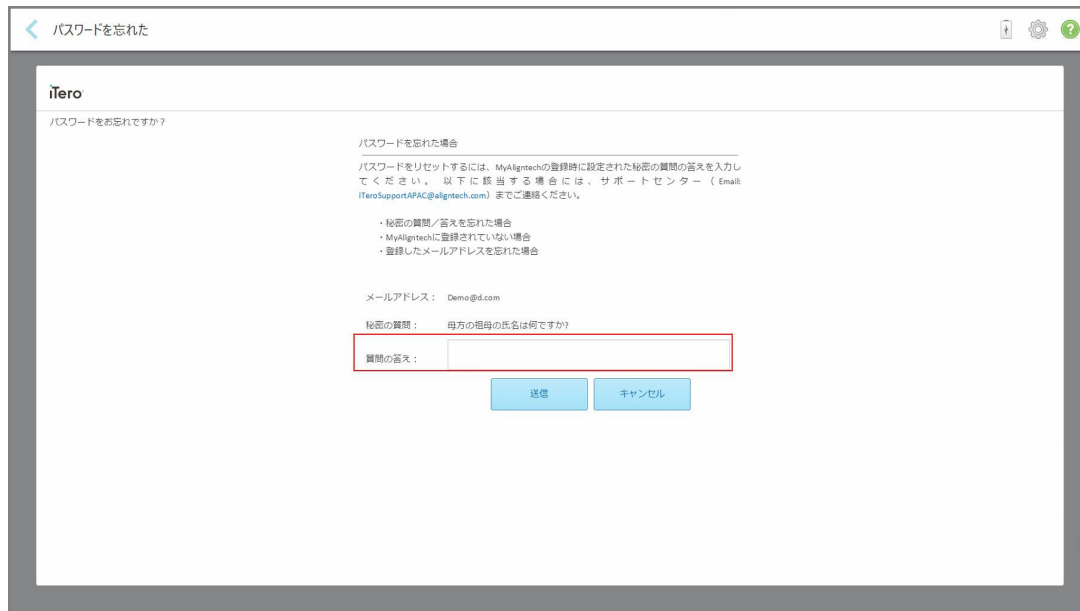 パスワードを忘れた
iTero
パスワードをお忘れですか？
パスワードを忘れた場合
パスワードをリセットするには、MyAligntechの登録時に設定された秘密の質問の答えを入力し
てください。 以下に該当する場合には、サポートセンター（Email:
iTeroSupportAPAC@aligntech.com）までご連絡ください。
・秘密の質問／答えを忘れた場合
・MyAligntechに登録されていない場合
・登録したメールアドレスを忘れた場合
メールアドレス： Demo@d.com
秘密の質問： 母方の祖母の氏名は何ですか?
質問の答え：
送信 キャンセル